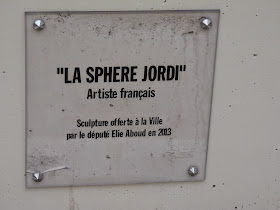 "LA SPHERE JORDI"
Artiste français
Sculpture offerte à la Ville
par le député Elie Aboud en 2013